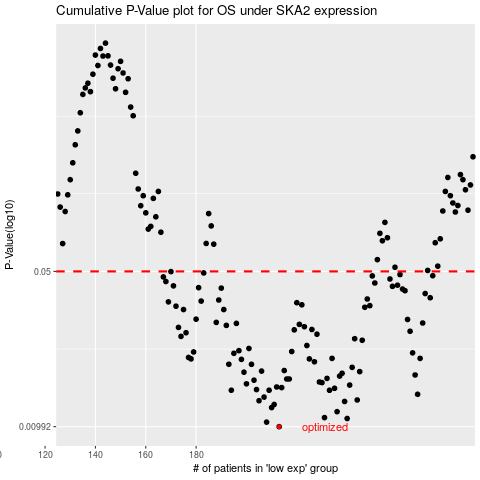 Cumulative P-Value plot for OS under SKA2 expression
P-Value(log10)
0.05
0.00992
optimized
0 120 140 160 180
# of patients in 'low exp' group